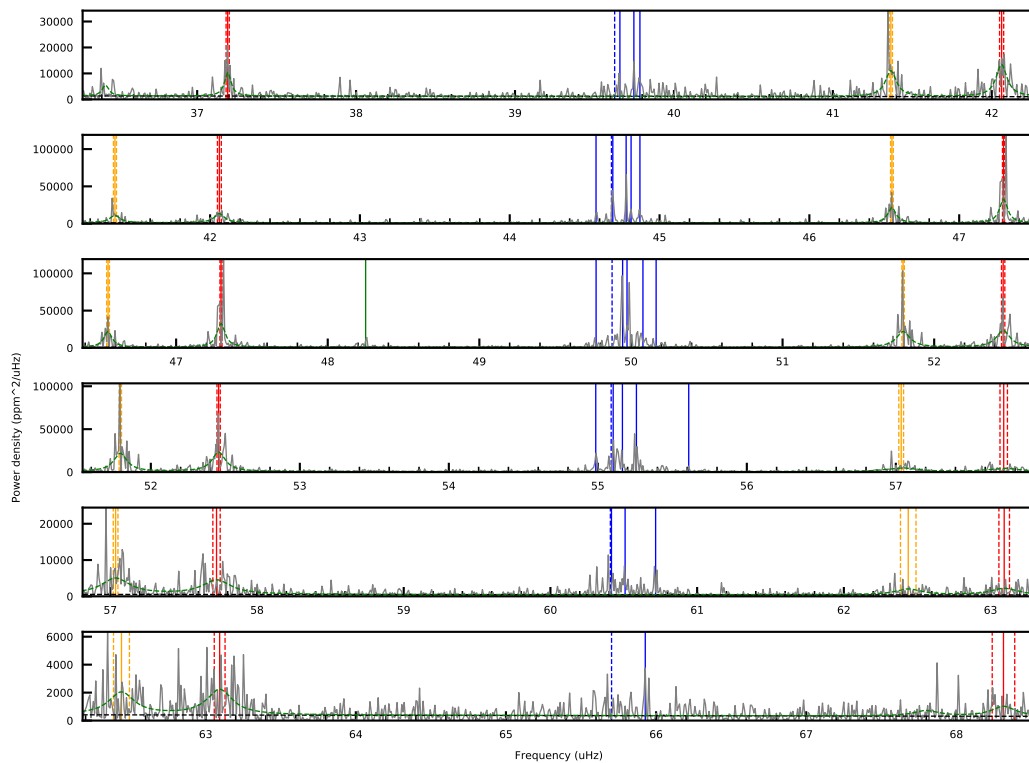 30000
20000
10000
0
37 38 39 40 41 42
100000
50000
0
42 43 44 45 46 47
100000
50000
0
47 48 49 50 51 52
100000
50000
0
52 53 54 55 56 57
20000
10000
0
57 58 59 60 61 62 63
6000
4000
2000
0
63 64 65 66 67 68
Power density (ppm^2/uHz)
Frequency (uHz)